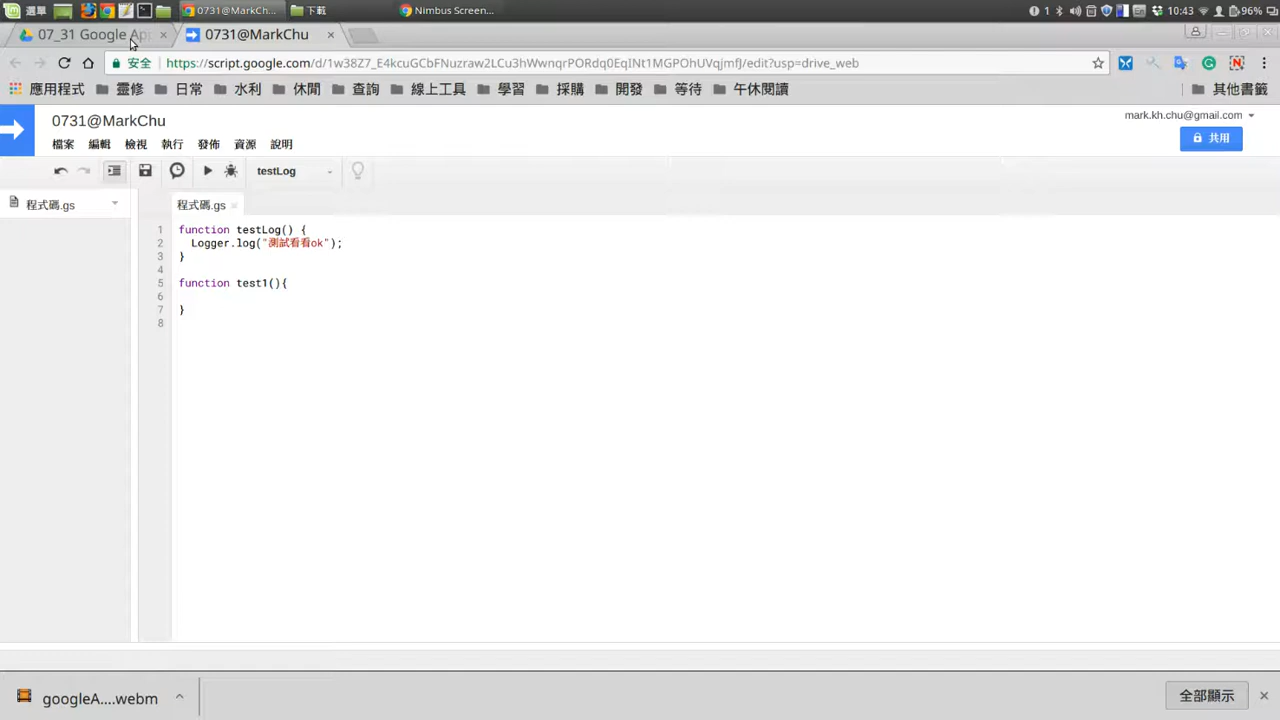 選單
0731@MarkCh...
下載
Nimbus Screen...
1
En
10:43
96%
07_31 Google Ap
0731@MarkChu
安全
https://script.google.com/d/1w38Z7_E4kcuGCbFNuzraw2LCu3hWwnqrPORdq0EqINt1MGPOhUVqjmfJ/edit?usp=drive_web
應用程式 靈修 日常 水利 休閒 查詢 線上工具 學習 採購 開發 等待 午休閱讀 其他書籤
0731@MarkChu
mark.kh.chu@gmail.com
檔案 編輯 檢視 執行 發佈 資源 說明
共用
testLog
程式碼.gs
程式碼.gs
1 function testLog() {
2 Logger.log("測試看看ok");
3 }
4
5 function test1(){
6
7 }
8
googleA....webm
全部顯示